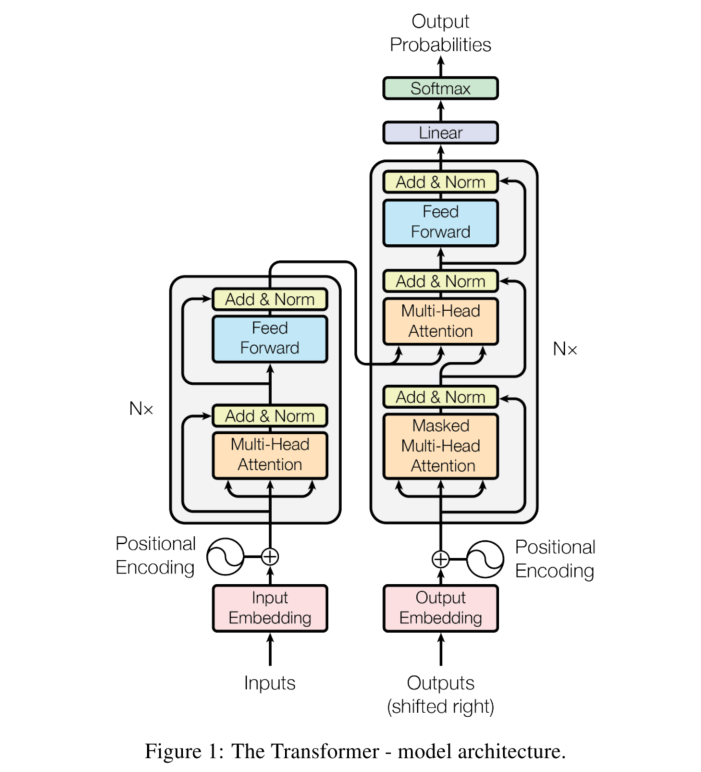 Output
Probabilities
Softmax
Linear
Add & Norm
Feed
Forward
Add & Norm
Multi-Head
Attention
Add & Norm
Masked
Multi-Head
Attention
Nx
Add & Norm
Feed
Forward
Add & Norm
Multi-Head
Attention
Nx
Positional
Encoding
Positional
Encoding
Input
Embedding
Output
Embedding
Inputs
Outputs
(shifted right)
Figure 1: The Transformer - model architecture.